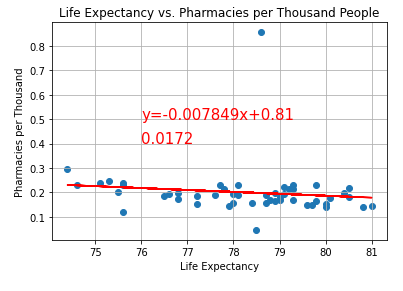 Life Expectancy vs. Pharmacies per Thousand People
Pharmacies per Thousand
0.8
0.7
0.6
0.5
0.4
0.3
0.2
0.1
y=-0.007849x+0.81
0.0172
75 76 77 78 79 80 81
Life Expectancy